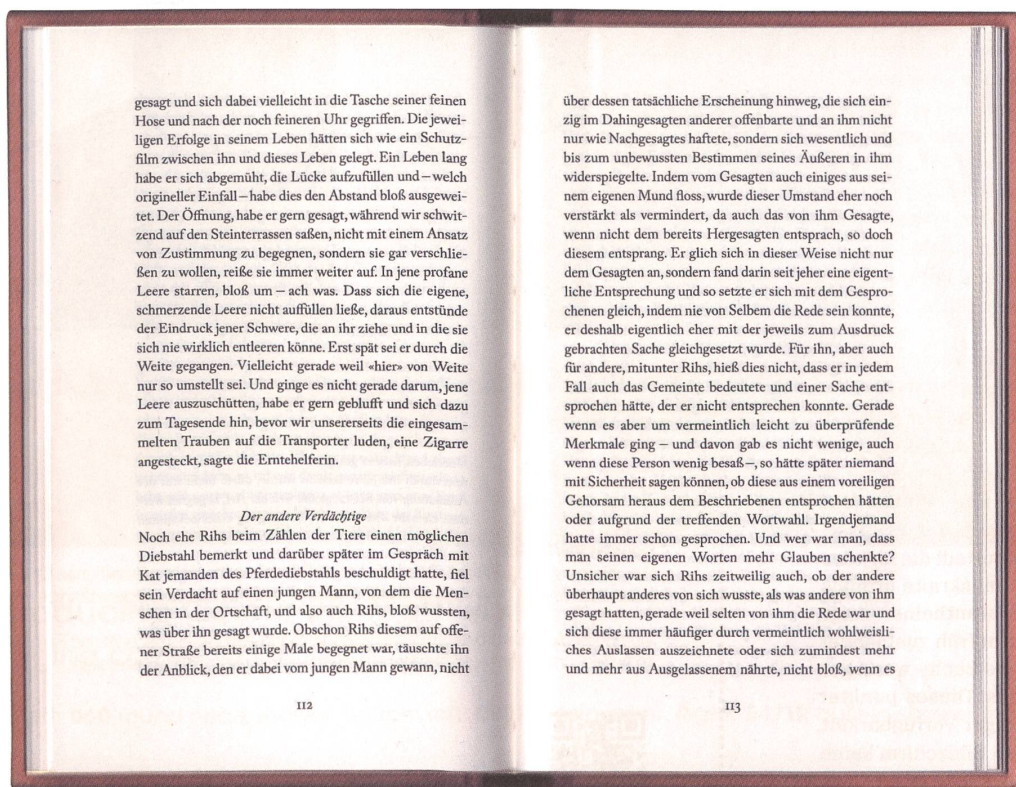 gesagt und sich dabei vielleicht in die Tasche seiner feinen
Hose und nach der noch feineren Uhr gegriffen. Die jewei-
ligen Erfolge in seinem Leben hätten sich wie ein Schutz-
film zwischen ihn und dieses Leben gelegt. Ein Leben lang
habe er sich abgemüht, die Lücke aufzufüllen und – welch
origineller Einfall – habe dies den Abstand bloß ausgewei-
tet. Der Öffnung, habe er gern gesagt, während wir schwit-
zend auf den Steinterrassen saßen, nicht mit einem Ansatz
von Zustimmung zu begegnen, sondern sie gar verschlie-
ßen zu wollen, reiße sie immer weiter auf. In jene profane
Leere starren, bloß um – ach was. Dass sich die eigene,
schmerzende Leere nicht auffüllen ließe, daraus entstünde
der Eindruck jener Schwere, die an ihr ziehe und in die sie
sich nie wirklich entleeren könne. Erst spät sei er durch die
Weite gegangen. Vielleicht gerade weil «hier» von Weite
nur so umstellt sei. Und ginge es nicht gerade darum, jene
Leere auszuschütten, habe er gern geblufft und sich dazu
zum Tagesende hin, bevor wir unsererseits die eingesam-
melten Trauben auf die Transporter luden, eine Zigarre
angesteckt, sagte die Erntehelferin.
Der andere Verdächtige
Noch ehe Rihs beim Zählen der Tiere einen möglichen
Diebstahl bemerkt und darüber später im Gespräch mit
Kat jemanden des Pferdediebstahls beschuldigt hatte, fiel
sein Verdacht auf einen jungen Mann, von dem die Men-
schen in der Ortschaft, und also auch Rihs, bloß wussten,
was über ihn gesagt wurde. Obschon Rihs diesem auf offe-
ner Straße bereits einige Male begegnet war, täuschte ihn
der Anblick, den er dabei vom jungen Mann gewann, nicht
112
über dessen tatsächliche Erscheinung hinweg, die sich ein-
zig im Dahingesagten anderer offenbarte und an ihm nicht
nur wie Nachgesagtes haftete, sondern sich wesentlich und
bis zum unbewussten Bestimmen seines Äußeren in ihm
widerspiegelte. Indem vom Gesagten auch einiges aus sei-
nem eigenen Mund floss, wurde dieser Umstand eher noch
verstärkt als vermindert, da auch das von ihm Gesagte,
wenn nicht dem bereits Hergesagten entsprach, so doch
diesem entsprang. Er glich sich in dieser Weise nicht nur
dem Gesagten an, sondern fand darin seit jeher eine eigent-
liche Entsprechung und so setzte er sich mit dem Gespro-
chenen gleich, indem nie von Selbem die Rede sein konnte,
er deshalb eigentlich eher mit der jeweils zum Ausdruck
gebrachten Sache gleichgesetzt wurde. Für ihn, aber auch
für andere, mitunter Rihs, hieß dies nicht, dass er in jedem
Fall auch das Gemeinte bedeutete und einer Sache ent-
sprochen hätte, der er nicht entsprechen konnte. Gerade
wenn es aber um vermeintlich leicht zu überprüfende
Merkmale ging – und davon gab es nicht wenige, auch
wenn diese Person wenig besaß –, so hätte später niemand
mit Sicherheit sagen können, ob diese aus einem voreiligen
Gehorsam heraus dem Beschriebenen entsprochen hätten
oder aufgrund der treffenden Wortwahl. Irgendjemand
hatte immer schon gesprochen. Und wer war man, dass
man seinen eigenen Worten mehr Glauben schenkte?
Unsicher war sich Rihs zeitweilig auch, ob der andere
überhaupt anderes von sich wusste, als was andere von ihm
gesagt hatten, gerade weil selten von ihm die Rede war und
sich diese immer häufiger durch vermeintlich wohlweisli-
ches Auslassen auszeichnete oder sich zumindest mehr
und mehr aus Ausgelassenem nährte, nicht bloß, wenn es
113